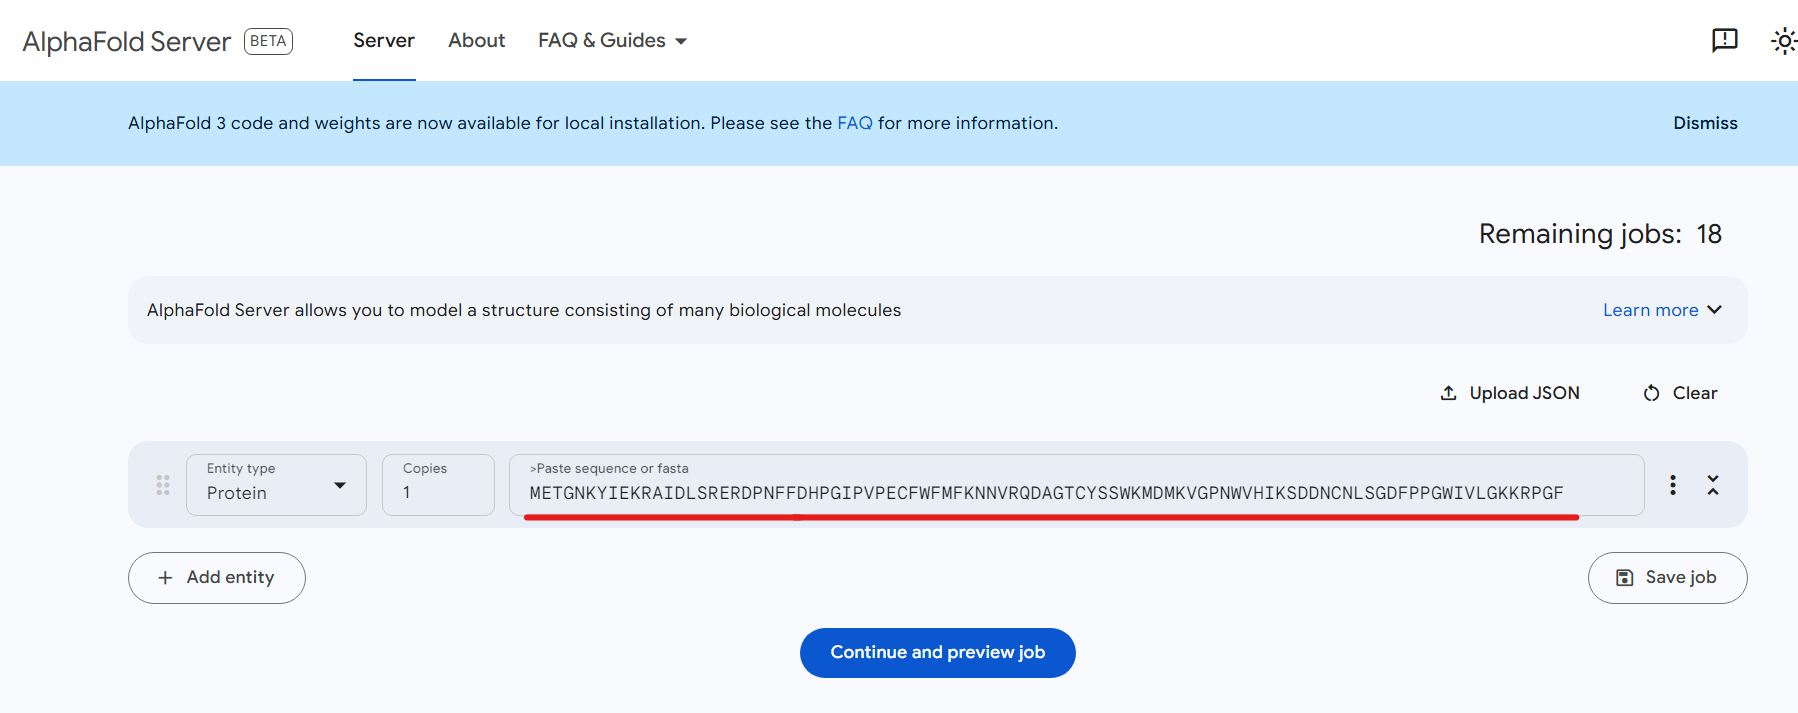 AlphaFold Server BETA Server About FAQ & Guides
AlphaFold 3 code and weights are now available for local installation. Please see the FAQ for more information. Dismiss
Remaining jobs: 18
AlphaFold Server allows you to model a structure consisting of many biological molecules Learn more
Upload JSON Clear
Entity type Copies >Paste sequence or fasta
Protein 1 METGNKYIEKRAIDLSRERDPNFFDHPGIPVPECFWFMFKNNVRQDAGTCYSSWKMDMKVGPNWVHIKSDDNCNLSGDFPPGWIVLGKKRPGF
+ Add entity Save job
Continue and preview job